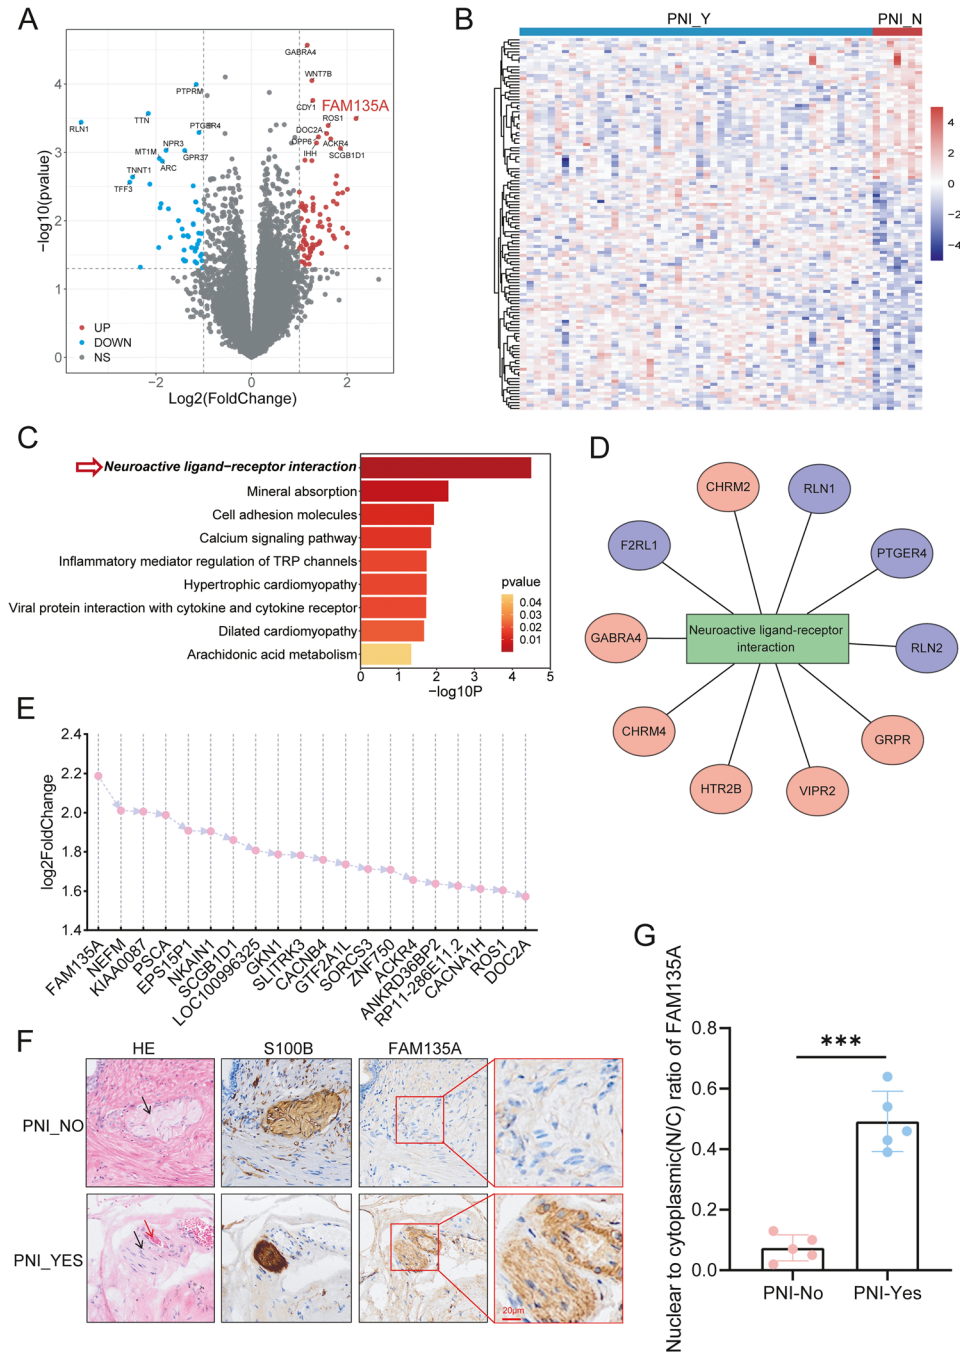 A
GABRA4
WNT7B
PTPRM
CDY1
FAM135A
TTN
ROS1
RLN1
PTGER4
DOC2A
NPR3
DPP6
ACKR4
MT1M
GPR37
IHH
SCGB1D1
ARC
TNNT1
TFF3
4
3
2
1
0
−log10(pvalue)
UP
DOWN
NS
−2
0
2
Log2(FoldChange)
B
PNI_Y
PNI_N
4
2
0
−2
−4
C
Neuroactive ligand−receptor interaction
Mineral absorption
Cell adhesion molecules
Calcium signaling pathway
Inflammatory mediator regulation of TRP channels
Hypertrophic cardiomyopathy
Viral protein interaction with cytokine and cytokine receptor
Dilated cardiomyopathy
Arachidonic acid metabolism
pvalue
0.04
0.03
0.02
0.01
0 1 2 3 4 5
−log10P
D
CHRM2
RLN1
F2RL1
PTGER4
GABRA4
Neuroactive ligand-receptor
interaction
RLN2
CHRM4
GRPR
HTR2B
VIPR2
E
log2FoldChange
2.4
2.2
2.0
1.8
1.6
1.4
FAM135A
NEFM
KIAA0087
PSCA
EPS15P1
NKAIN1
SCGB1D1
LOC100996325
GKN1
SLITRK3
CACNB4
GTF2A1L
SORCS3
ZNF750
ACKR4
ANKRD36BP2
RP11-286E11.2
CACNA1H
ROS1
DOC2A
F
HE
S100B
FAM135A
PNI_NO
PNI_YES
20μm
G
Nuclear to cytoplasmic(N/C) ratio of FAM135A
0.8
0.6
0.4
0.2
0.0
***
PNI-No
PNI-Yes